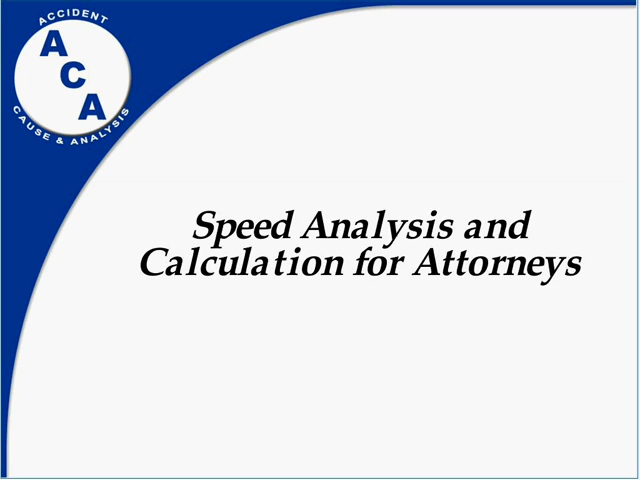 ACCIDENT
A
C
A
CAUSE & ANALYSIS
Speed Analysis and
Calculation for Attorneys